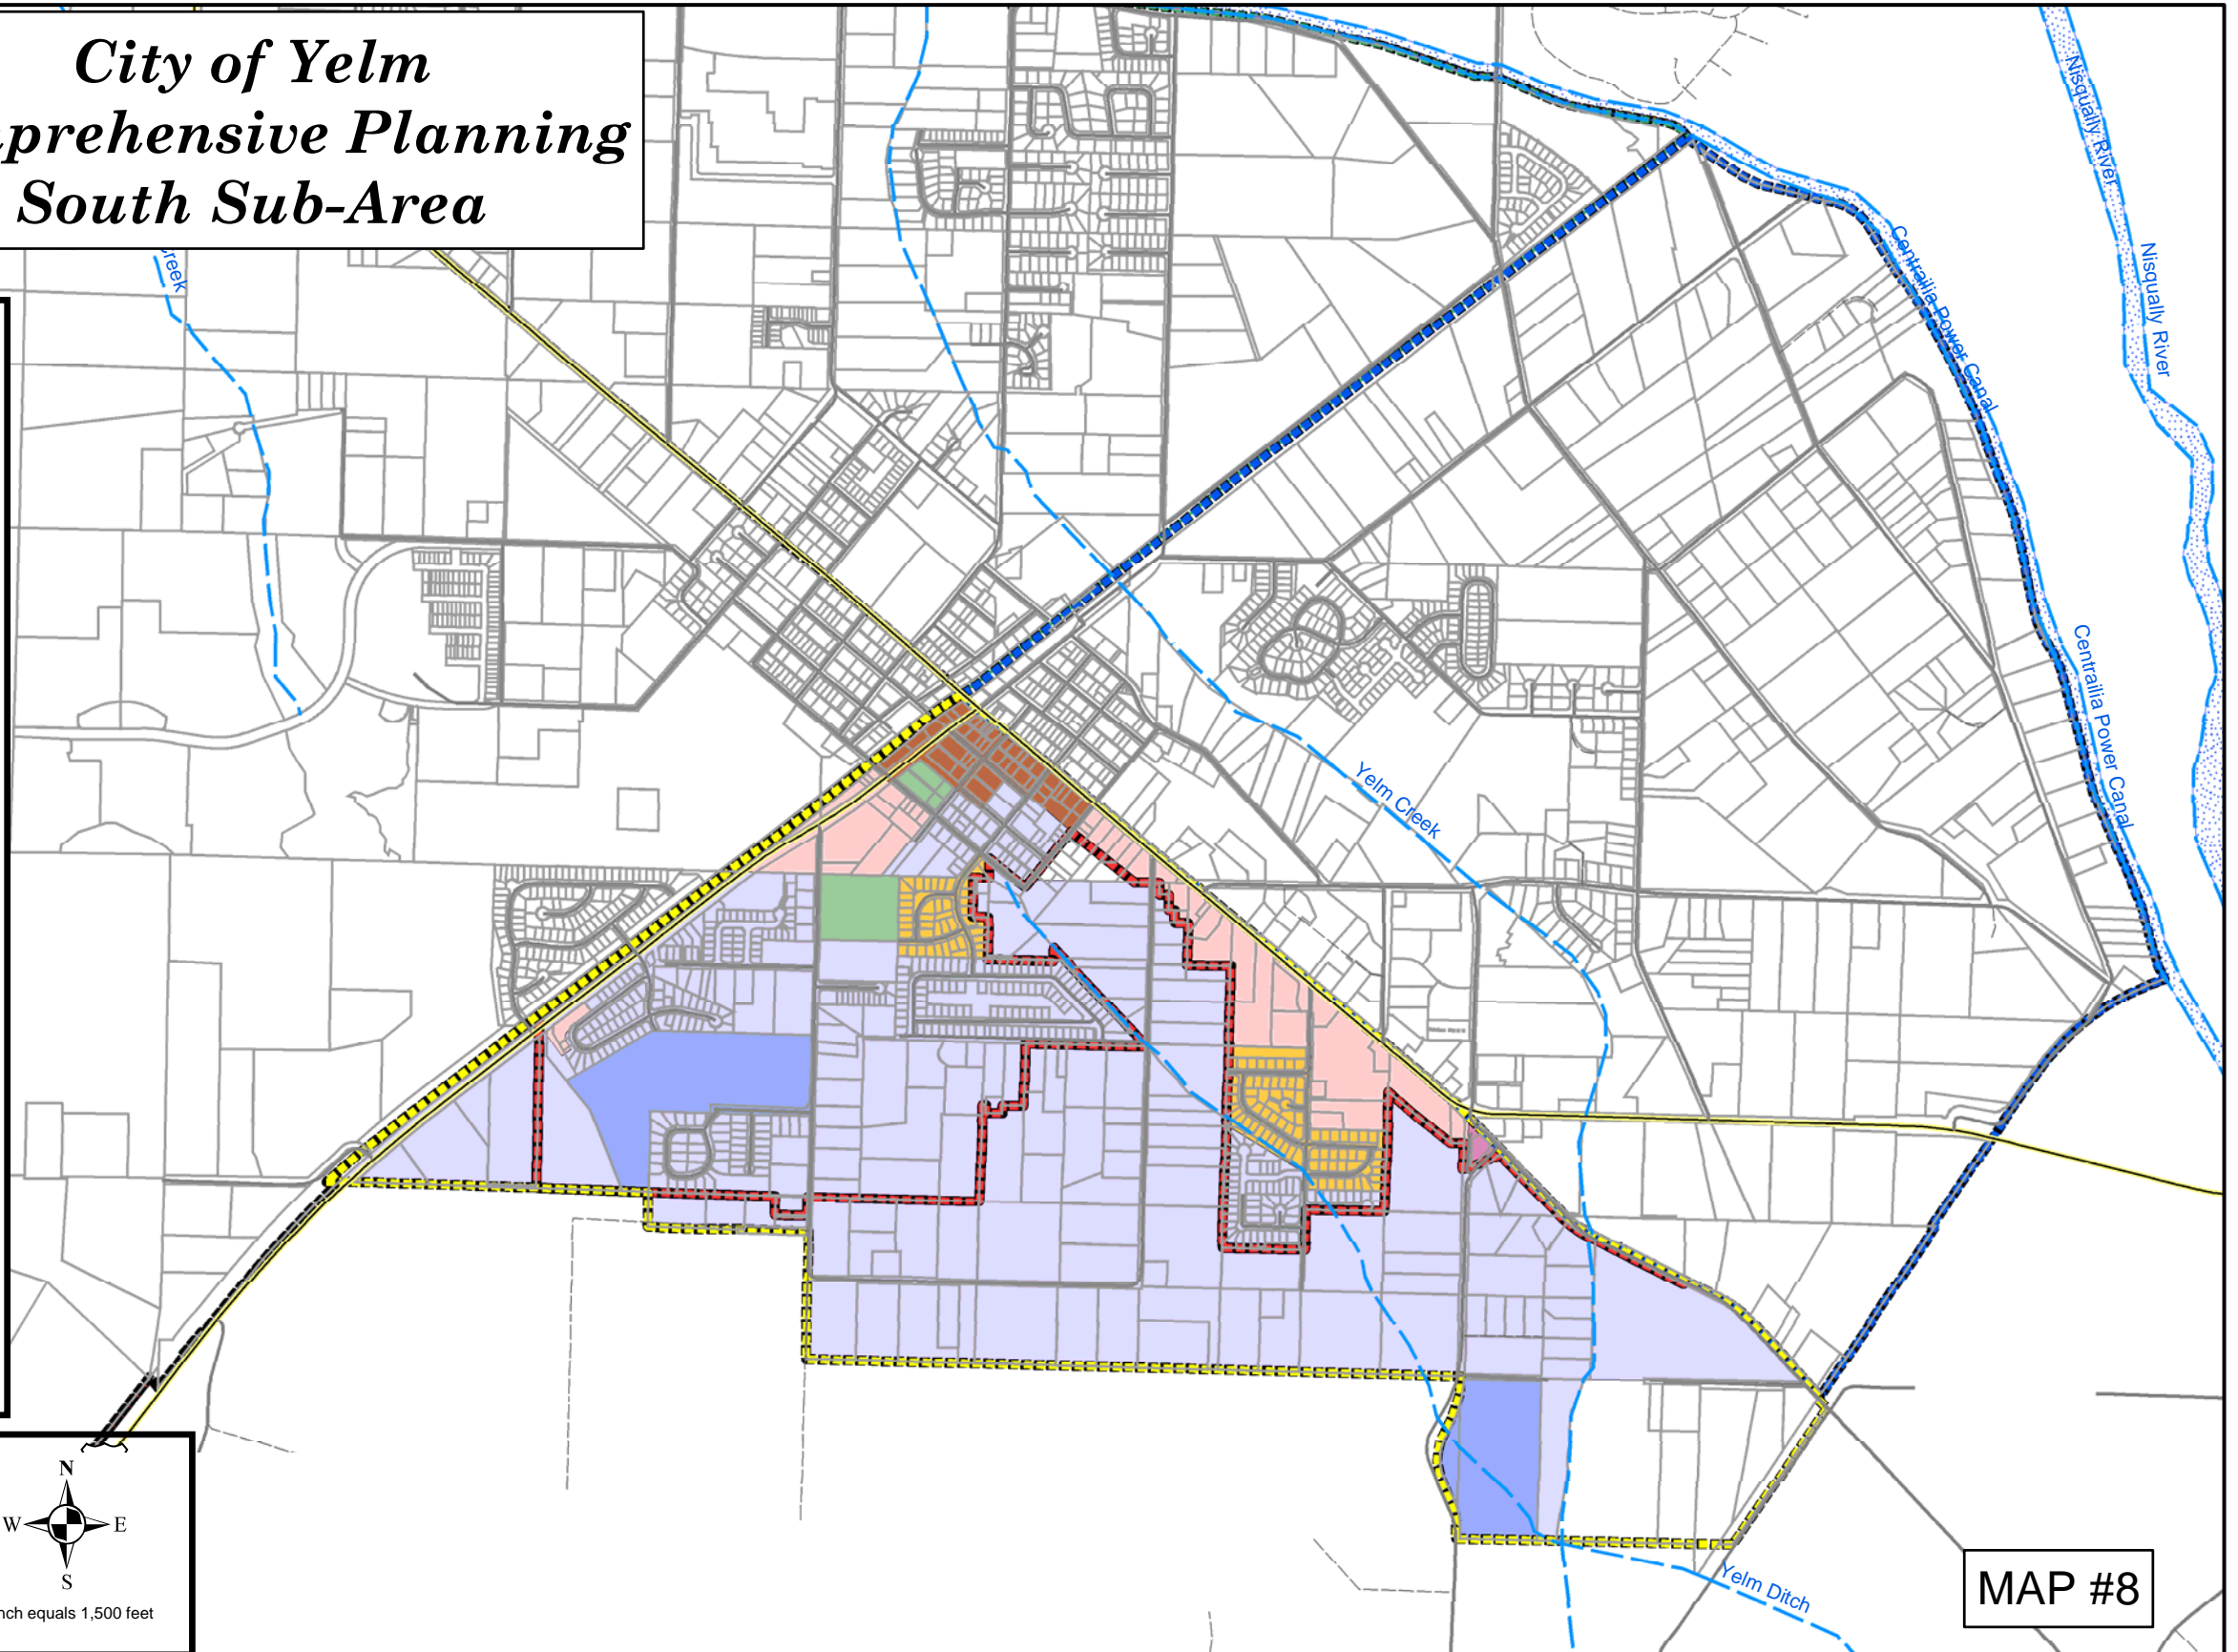 City of Yelm
prehensive Planning
South Sub-Area
reek
Nisqually River
Nisqually River
Centrailia Power Canal
Centrailia Power Canal
Yelm Creek
Yelm Ditch
N
W E
S
nch equals 1,500 feet
MAP #8